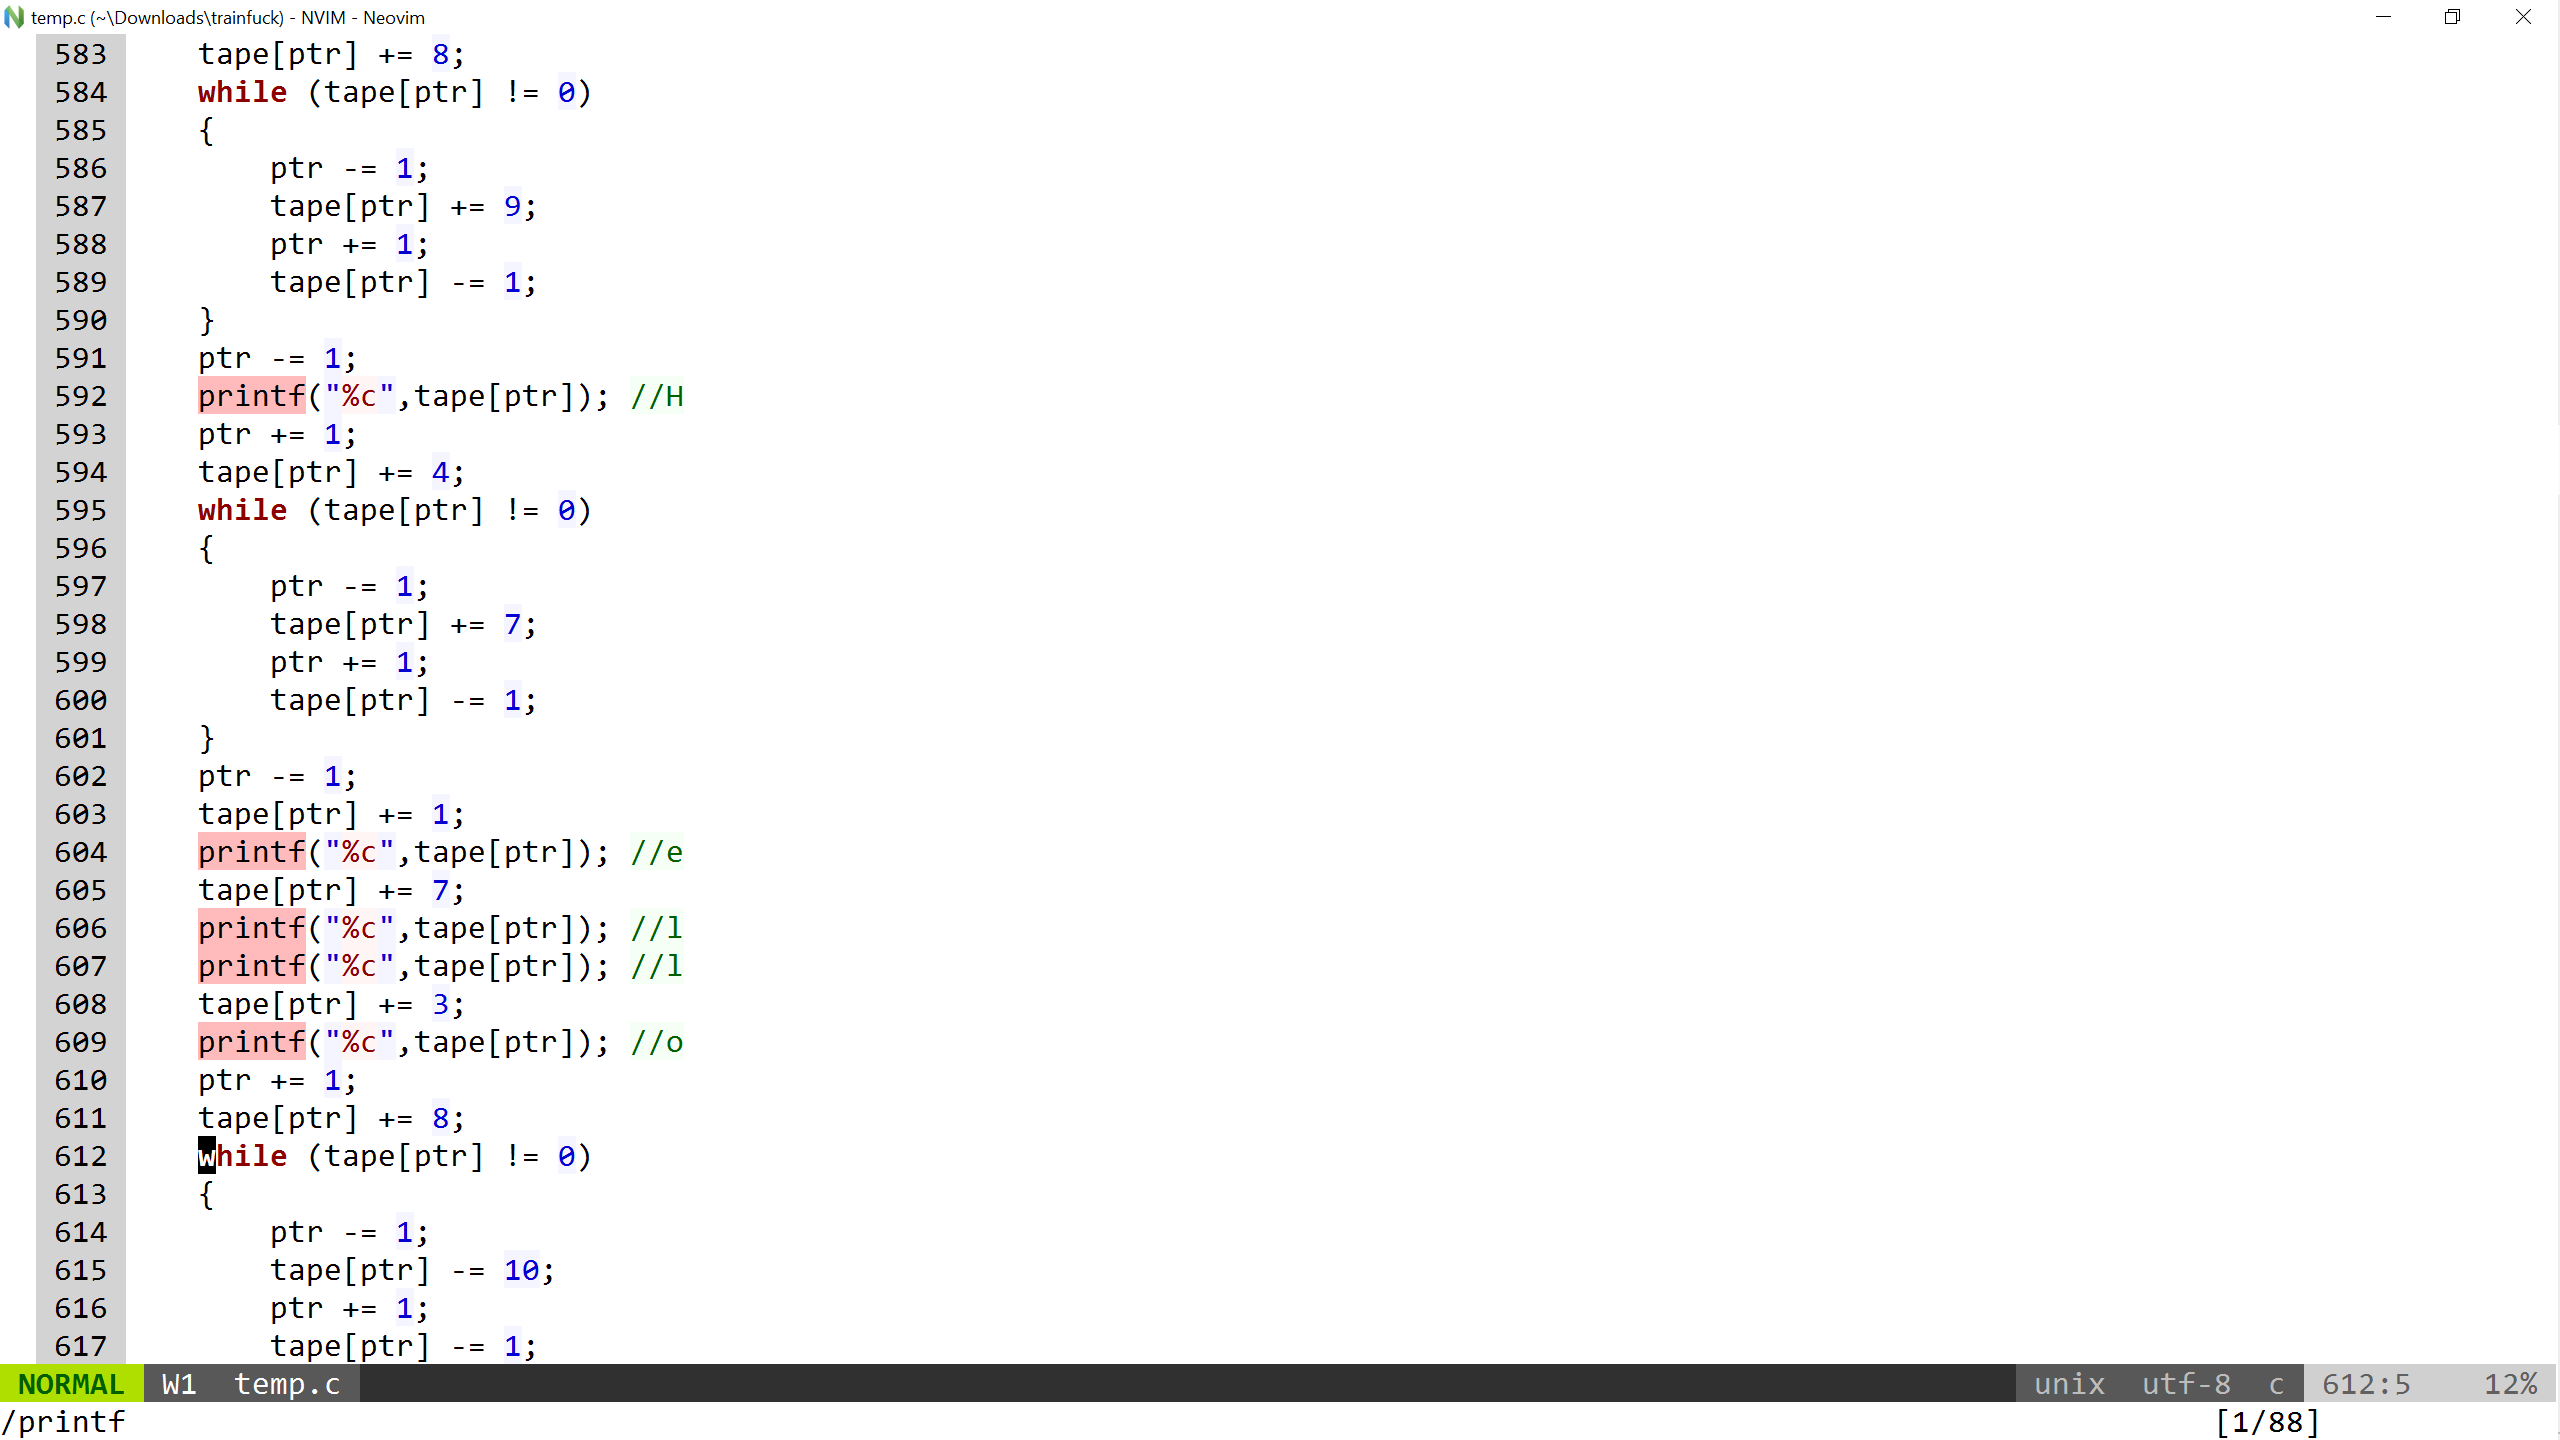 temp.c (~\Downloads\trainfuck) - NVIM - Neovim
583 tape[ptr] += 8;
584 while (tape[ptr] != 0)
585 {
586 ptr -= 1;
587 tape[ptr] += 9;
588 ptr += 1;
589 tape[ptr] -= 1;
590 }
591 ptr -= 1;
592 printf("%c",tape[ptr]); //H
593 ptr += 1;
594 tape[ptr] += 4;
595 while (tape[ptr] != 0)
596 {
597 ptr -= 1;
598 tape[ptr] += 7;
599 ptr += 1;
600 tape[ptr] -= 1;
601 }
602 ptr -= 1;
603 tape[ptr] += 1;
604 printf("%c",tape[ptr]); //e
605 tape[ptr] += 7;
606 printf("%c",tape[ptr]); //l
607 printf("%c",tape[ptr]); //l
608 tape[ptr] += 3;
609 printf("%c",tape[ptr]); //o
610 ptr += 1;
611 tape[ptr] += 8;
612 while (tape[ptr] != 0)
613 {
614 ptr -= 1;
615 tape[ptr] -= 10;
616 ptr += 1;
617 tape[ptr] -= 1;
NORMAL W1 temp.c unix utf-8 c 612:5 12%
/printf [1/88]